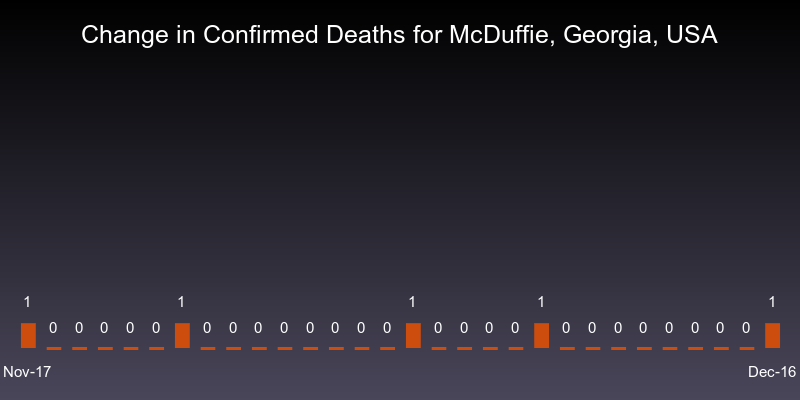 Change in Confirmed Deaths for McDuffie, Georgia, USA
1 0 0 0 0 0 1 0 0 0 0 0 0 0 0 1 0 0 0 0 1 0 0 0 0 0 0 0 0 1
Nov-17 Dec-16